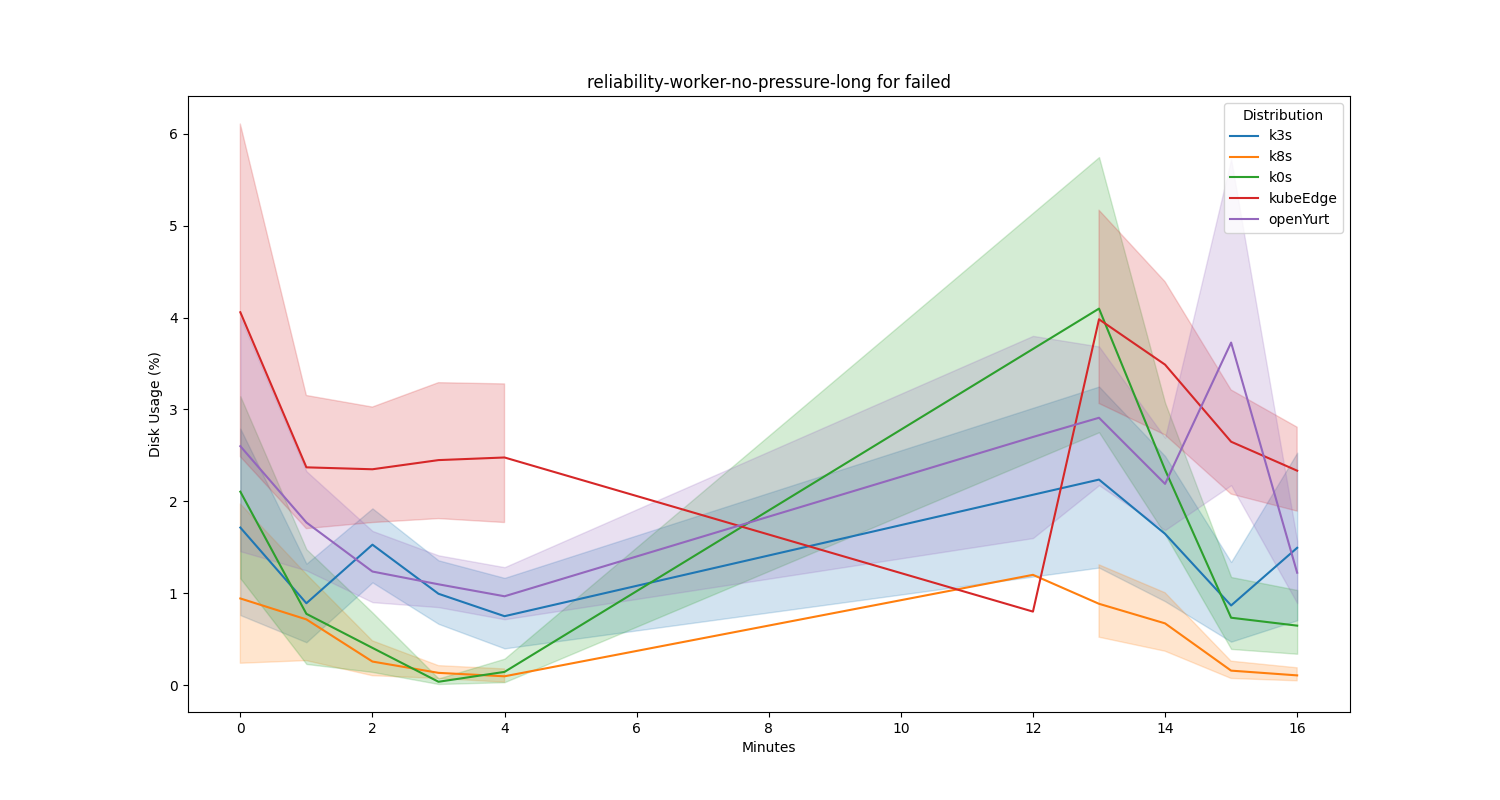 reliability-worker-no-pressure-long for failed
Distribution
k3s
k8s
k0s
kubeEdge
openYurt
Disk Usage (%)
6
5
4
3
2
1
0
0 2 4 6 8 10 12 14 16
Minutes